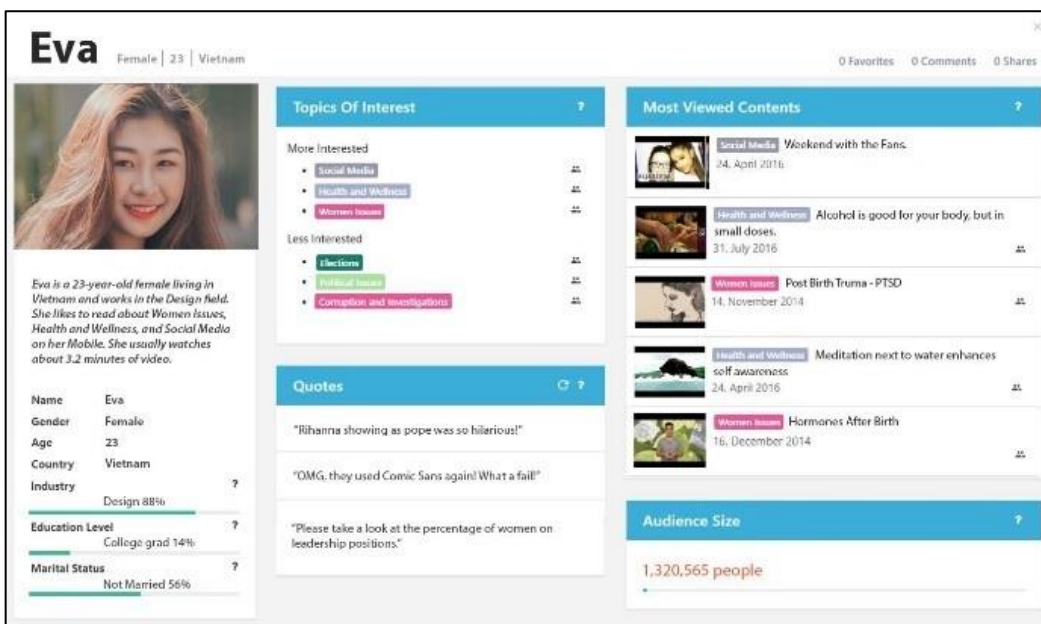 Eva Female | 23 | Vietnam
0 Favorites 0 Comments 0 Shares
Eva is a 23-year-old female living in
Vietnam and works in the Design field.
She likes to read about Women Issues,
Health and Wellness, and Social Media
on her Mobile. She usually watches
about 3.2 minutes of video.
Name Eva
Gender Female
Age 23
Country Vietnam
Industry ?
Design 88%
Education Level ?
College grad 14%
Marital Status ?
Not Married 56%
Topics Of Interest ?
More Interested
• Social Media
• Health and Wellness
• Women Issues
Less Interested
• Elections
• Political Issues
• Corruption and Investigations
Quotes ?
"Rihanna showing as pope was so hilarious!"
"OMG, they used Comic Sans again! What a fail!"
"Please take a look at the percentage of women on
leadership positions."
Most Viewed Contents ?
Social Media Weekend with the Fans.
24. April 2016
Health and Wellness Alcohol is good for your body, but in
small doses.
31. July 2016
Women Issues Post Birth Truma - PTSD
14. November 2014
Health and Wellness Meditation next to water enhances
self awareness
24. April 2016
Women Issues Hormones After Birth
16. December 2014
Audience Size ?
1,320,565 people